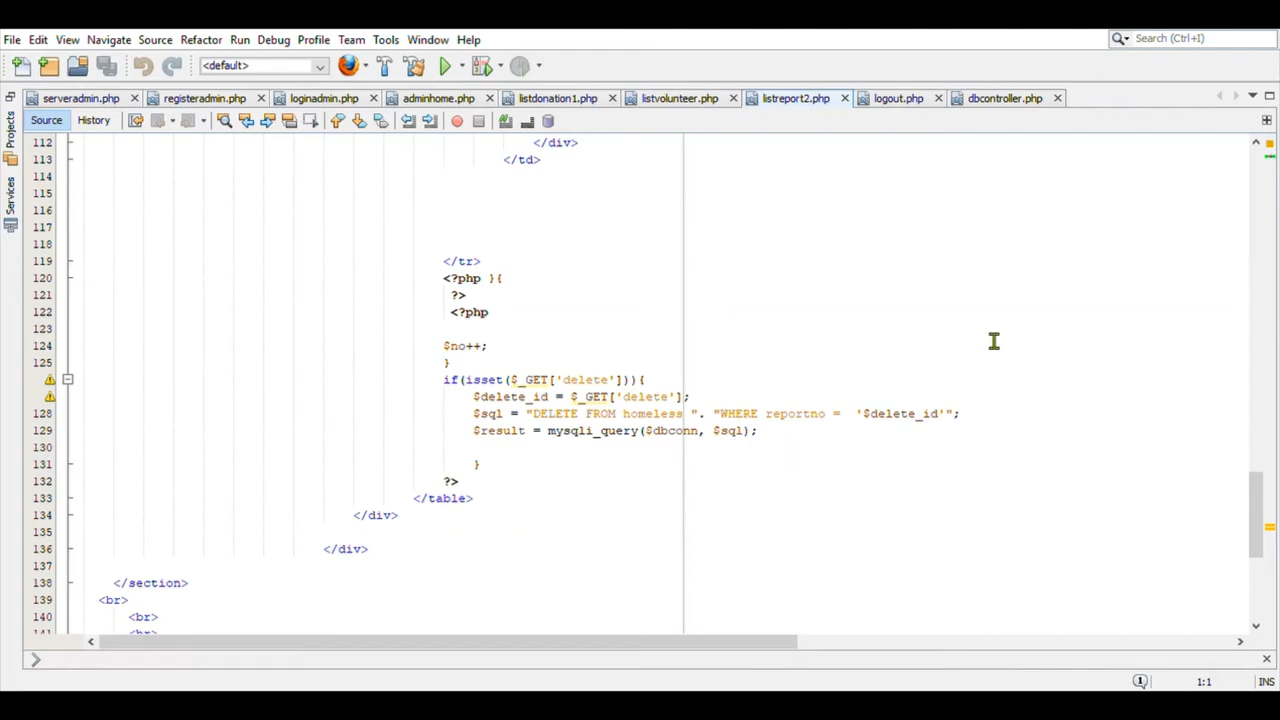 File Edit View Navigate Source Refactor Run Debug Profile Team Tools Window Help
Search (Ctrl+I)
<default>
serveradmin.php registeradmin.php loginadmin.php adminhome.php listdonation1.php listvolunteer.php listreport2.php logout.php dbcontroller.php
Source History
Projects
Services
112 </div>
113 </td>
114
115
116
117
118
119 </tr>
120 <?php }{
121 ?>
122 <?php
123
124 $no++;
125 }
if(isset($_GET['delete'])){
$delete_id = $_GET['delete'];
128 $sql = "DELETE FROM homeless ". "WHERE reportno =  '$delete_id'";
129 $result = mysqli_query($dbconn, $sql);
130
131 }
132 ?>
133 </table>
134 </div>
135
136 </div>
137
138 </section>
139 <br>
140 <br>
141 <br>
1:1 INS